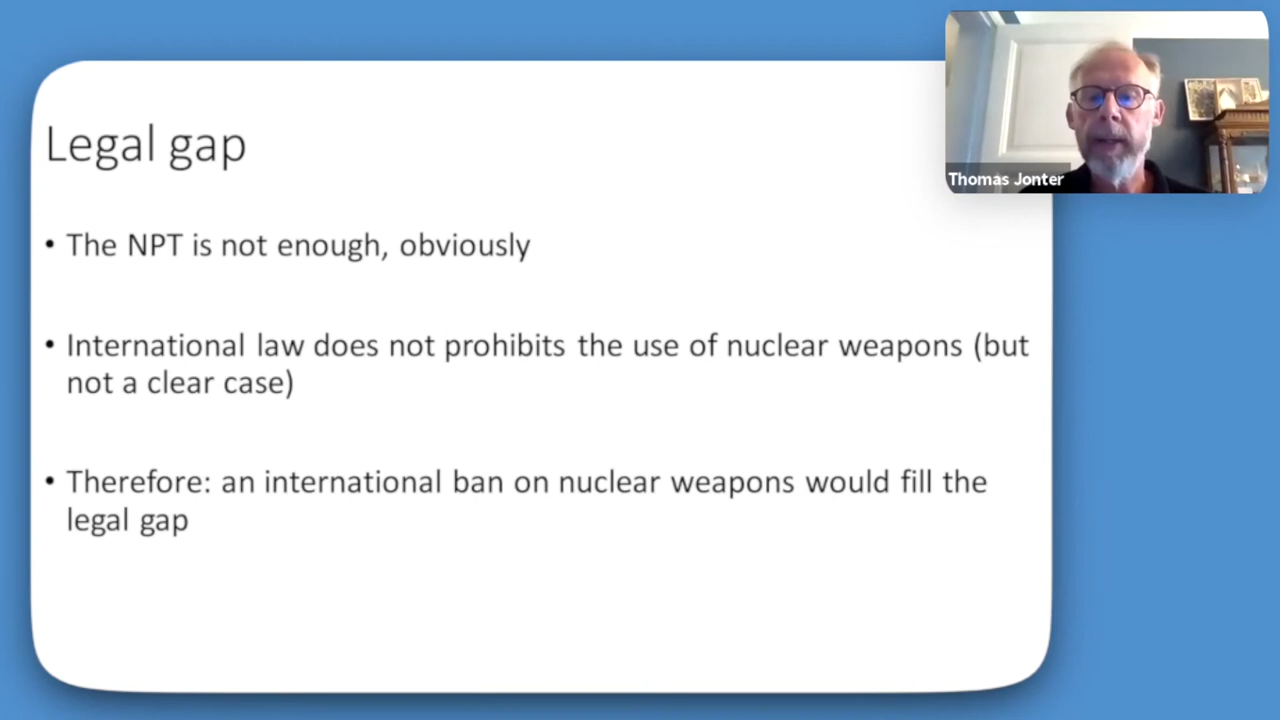 Legal gap
• The NPT is not enough, obviously
• International law does not prohibits the use of nuclear weapons (but
not a clear case)
• Therefore: an international ban on nuclear weapons would fill the
legal gap
Thomas Jonter